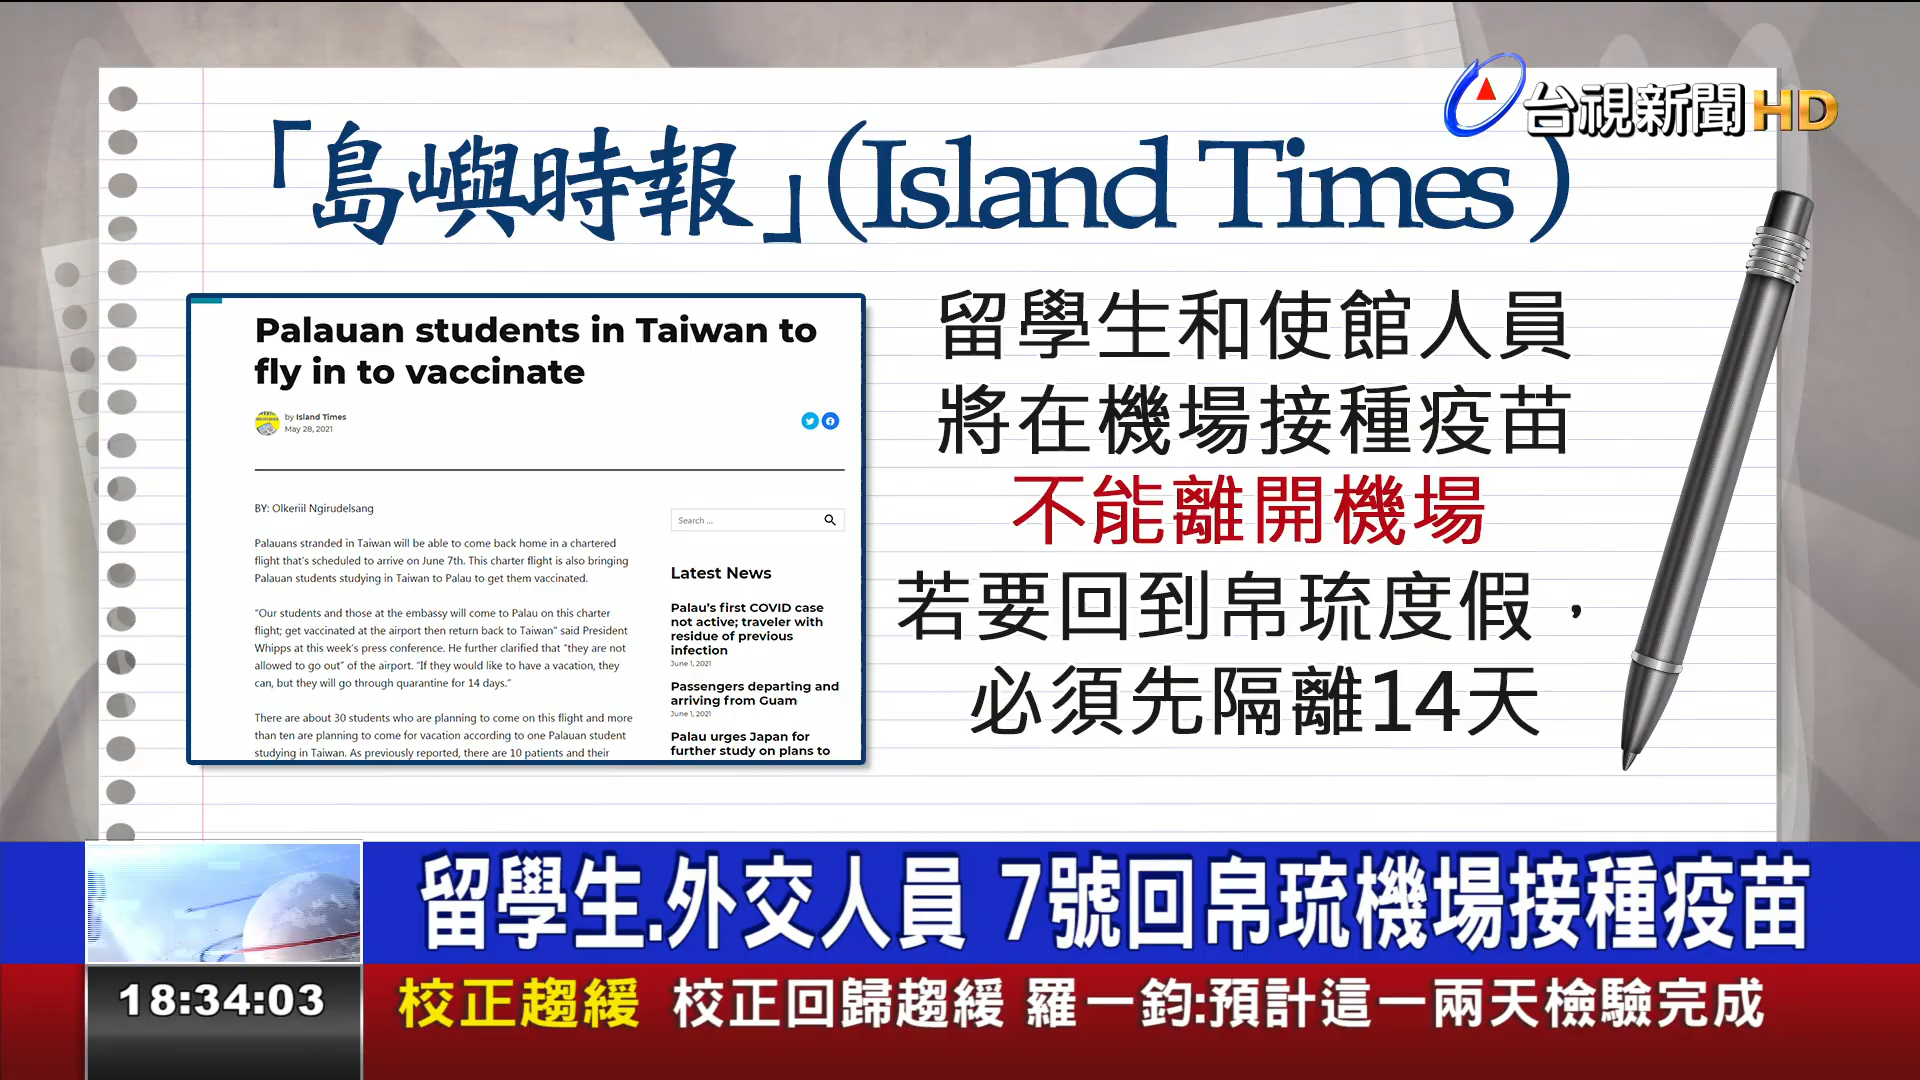 台視新聞HD
「島嶼時報」(Island Times)
Palauan students in Taiwan to
fly in to vaccinate
by Island Times
May 28, 2021
BY: Olkeriil Ngirudelsang
Palauans stranded in Taiwan will be able to come back home in a chartered
flight that's scheduled to arrive on June 7th. This charter flight is also bringing
Palauan students studying in Taiwan to Palau to get them vaccinated.
"Our students and those at the embassy will come to Palau on this charter
flight; get vaccinated at the airport then return back to Taiwan" said President
Whipps at this week's press conference. He further clarified that "they are not
allowed to go out" of the airport. "If they would like to have a vacation, they
can, but they will go through quarantine for 14 days."
There are about 30 students who are planning to come on this flight and more
than ten are planning to come for vacation according to one Palauan student
studying in Taiwan. As previously reported, there are 10 patients and their
Search ...
Latest News
Palau's first COVID case
not active; traveler with
residue of previous
infection
June 1, 2021
Passengers departing and
arriving from Guam
June 1, 2021
Palau urges Japan for
further study on plans to
留學生和使館人員
將在機場接種疫苗
不能離開機場
若要回到帛琉度假，
必須先隔離14天
留學生.外交人員 7號回帛琉機場接種疫苗
18:34:03
校正趨緩 校正回歸趨緩 羅一鈞:預計這一兩天檢驗完成